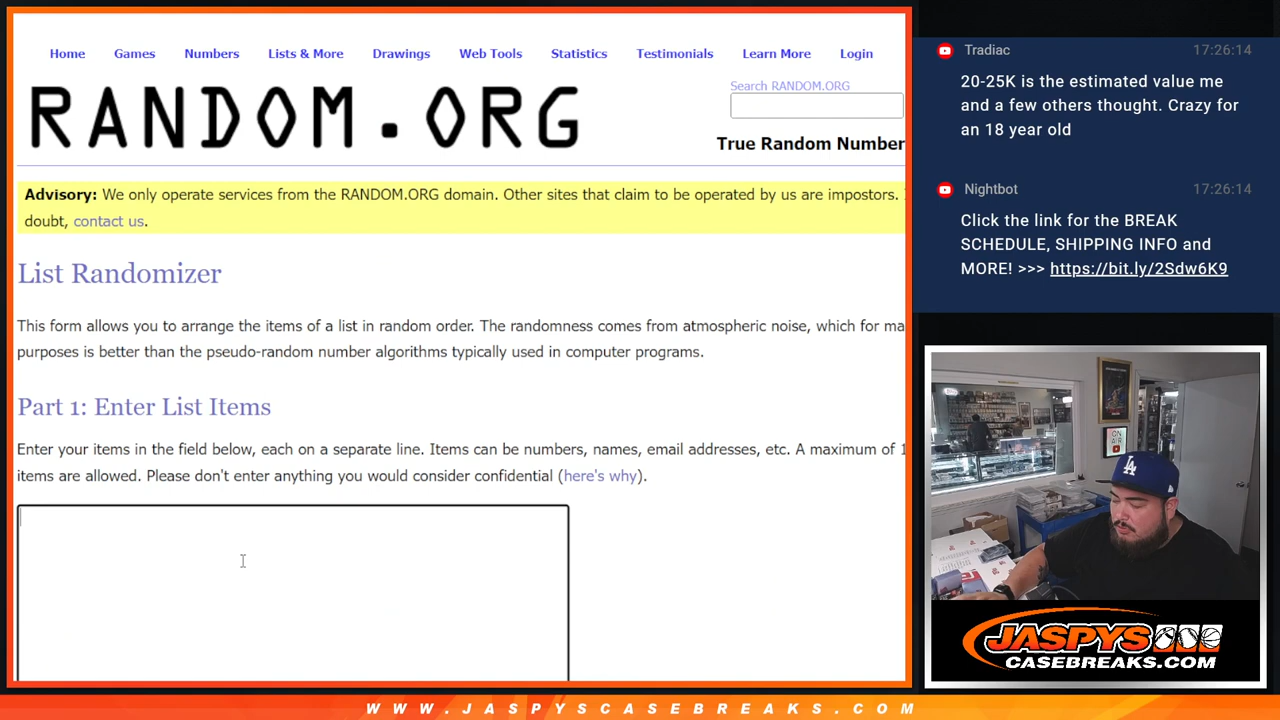 Home Games Numbers Lists & More Drawings Web Tools Statistics Testimonials Learn More Login
RANDOM.ORG
Search RANDOM.ORG
True Random Number
Advisory: We only operate services from the RANDOM.ORG domain. Other sites that claim to be operated by us are impostors.
doubt, contact us.
List Randomizer
This form allows you to arrange the items of a list in random order. The randomness comes from atmospheric noise, which for ma
purposes is better than the pseudo-random number algorithms typically used in computer programs.
Part 1: Enter List Items
Enter your items in the field below, each on a separate line. Items can be numbers, names, email addresses, etc. A maximum of 1
items are allowed. Please don't enter anything you would consider confidential (here's why).
Tradiac 17:26:14
20-25K is the estimated value me
and a few others thought. Crazy for
an 18 year old
Nightbot 17:26:14
Click the link for the BREAK
SCHEDULE, SHIPPING INFO and
MORE! >>> https://bit.ly/2Sdw6K9
ON
AIR
LA
JASPYS
CASEBREAKS.COM
WWW.JASPYSCASEBREAKS.COM